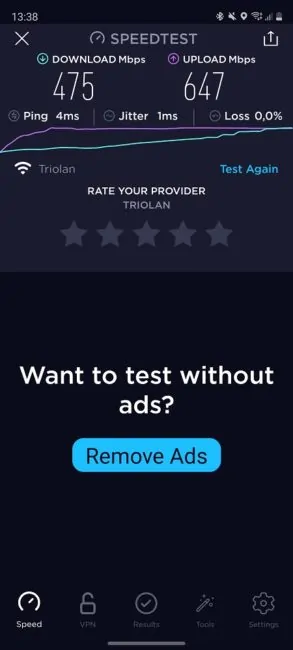 13:38
SPEEDTEST
DOWNLOAD Mbps UPLOAD Mbps
475 647
Ping 4ms Jitter 1ms Loss 0,0%
Triolan Test Again
RATE YOUR PROVIDER
TRIOLAN
Want to test without
ads?
Remove Ads
Speed VPN Results Tools Settings